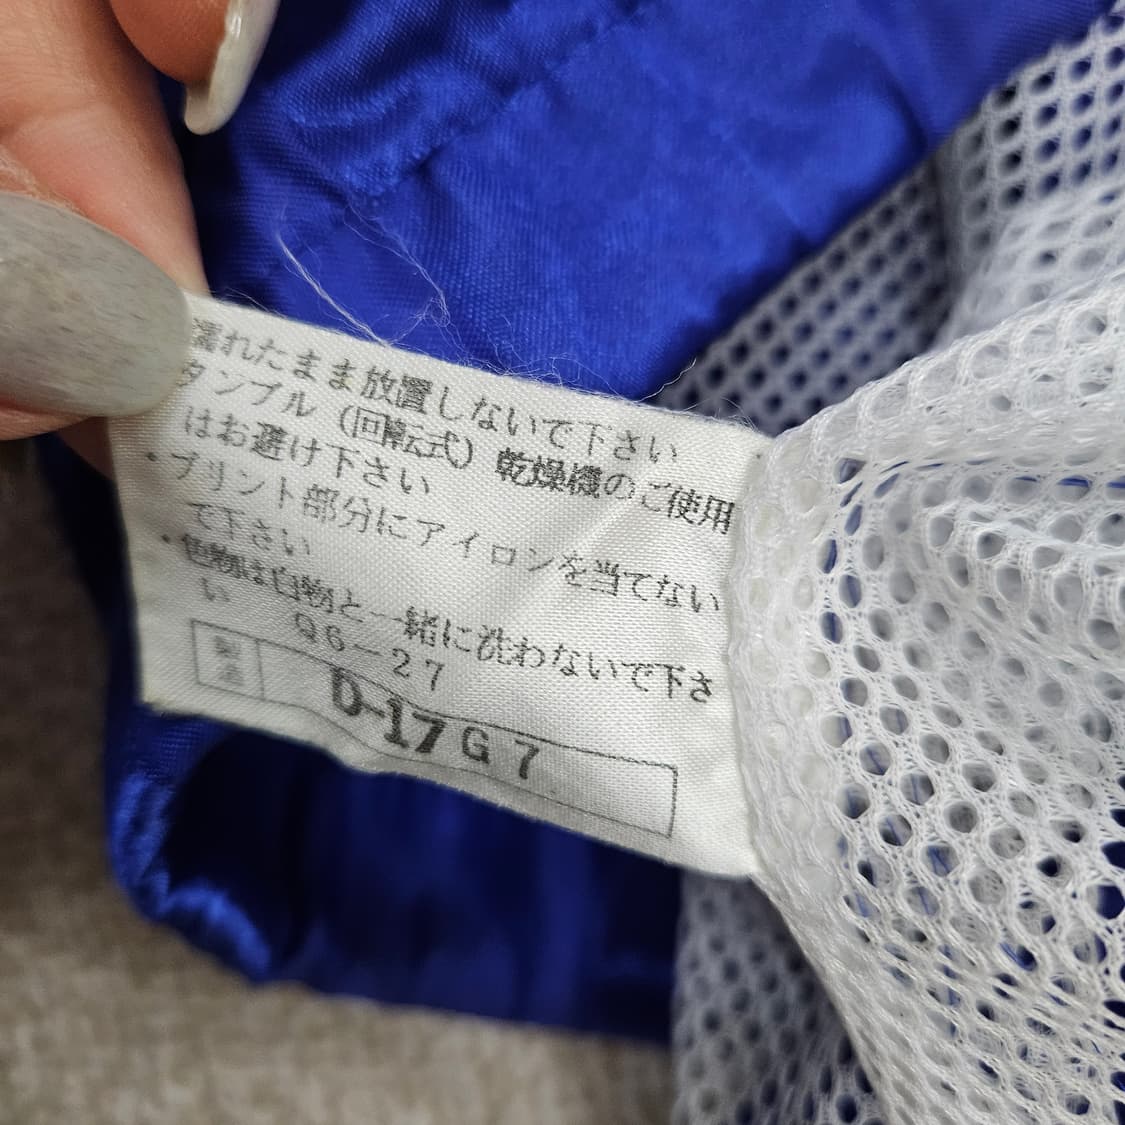 濡れたまま放置しないで下さい
タンブル（回転式）乾燥機のご使用
はお避け下さい
・プリント部分にアイロンを当てない
で下さい
・色物は白物と一緒に洗わないで下さ
い
Q6－27
D-17G7